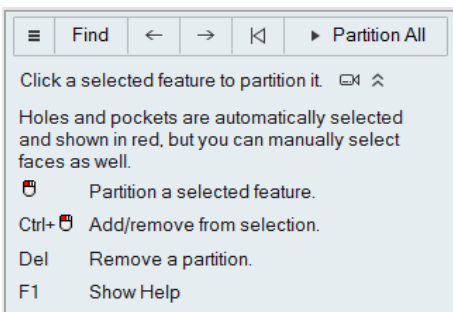 Find Partition All
Click a selected feature to partition it.
Holes and pockets are automatically selected
and shown in red, but you can manually select
faces as well.
Partition a selected feature.
Ctrl+ Add/remove from selection.
Del Remove a partition.
F1 Show Help